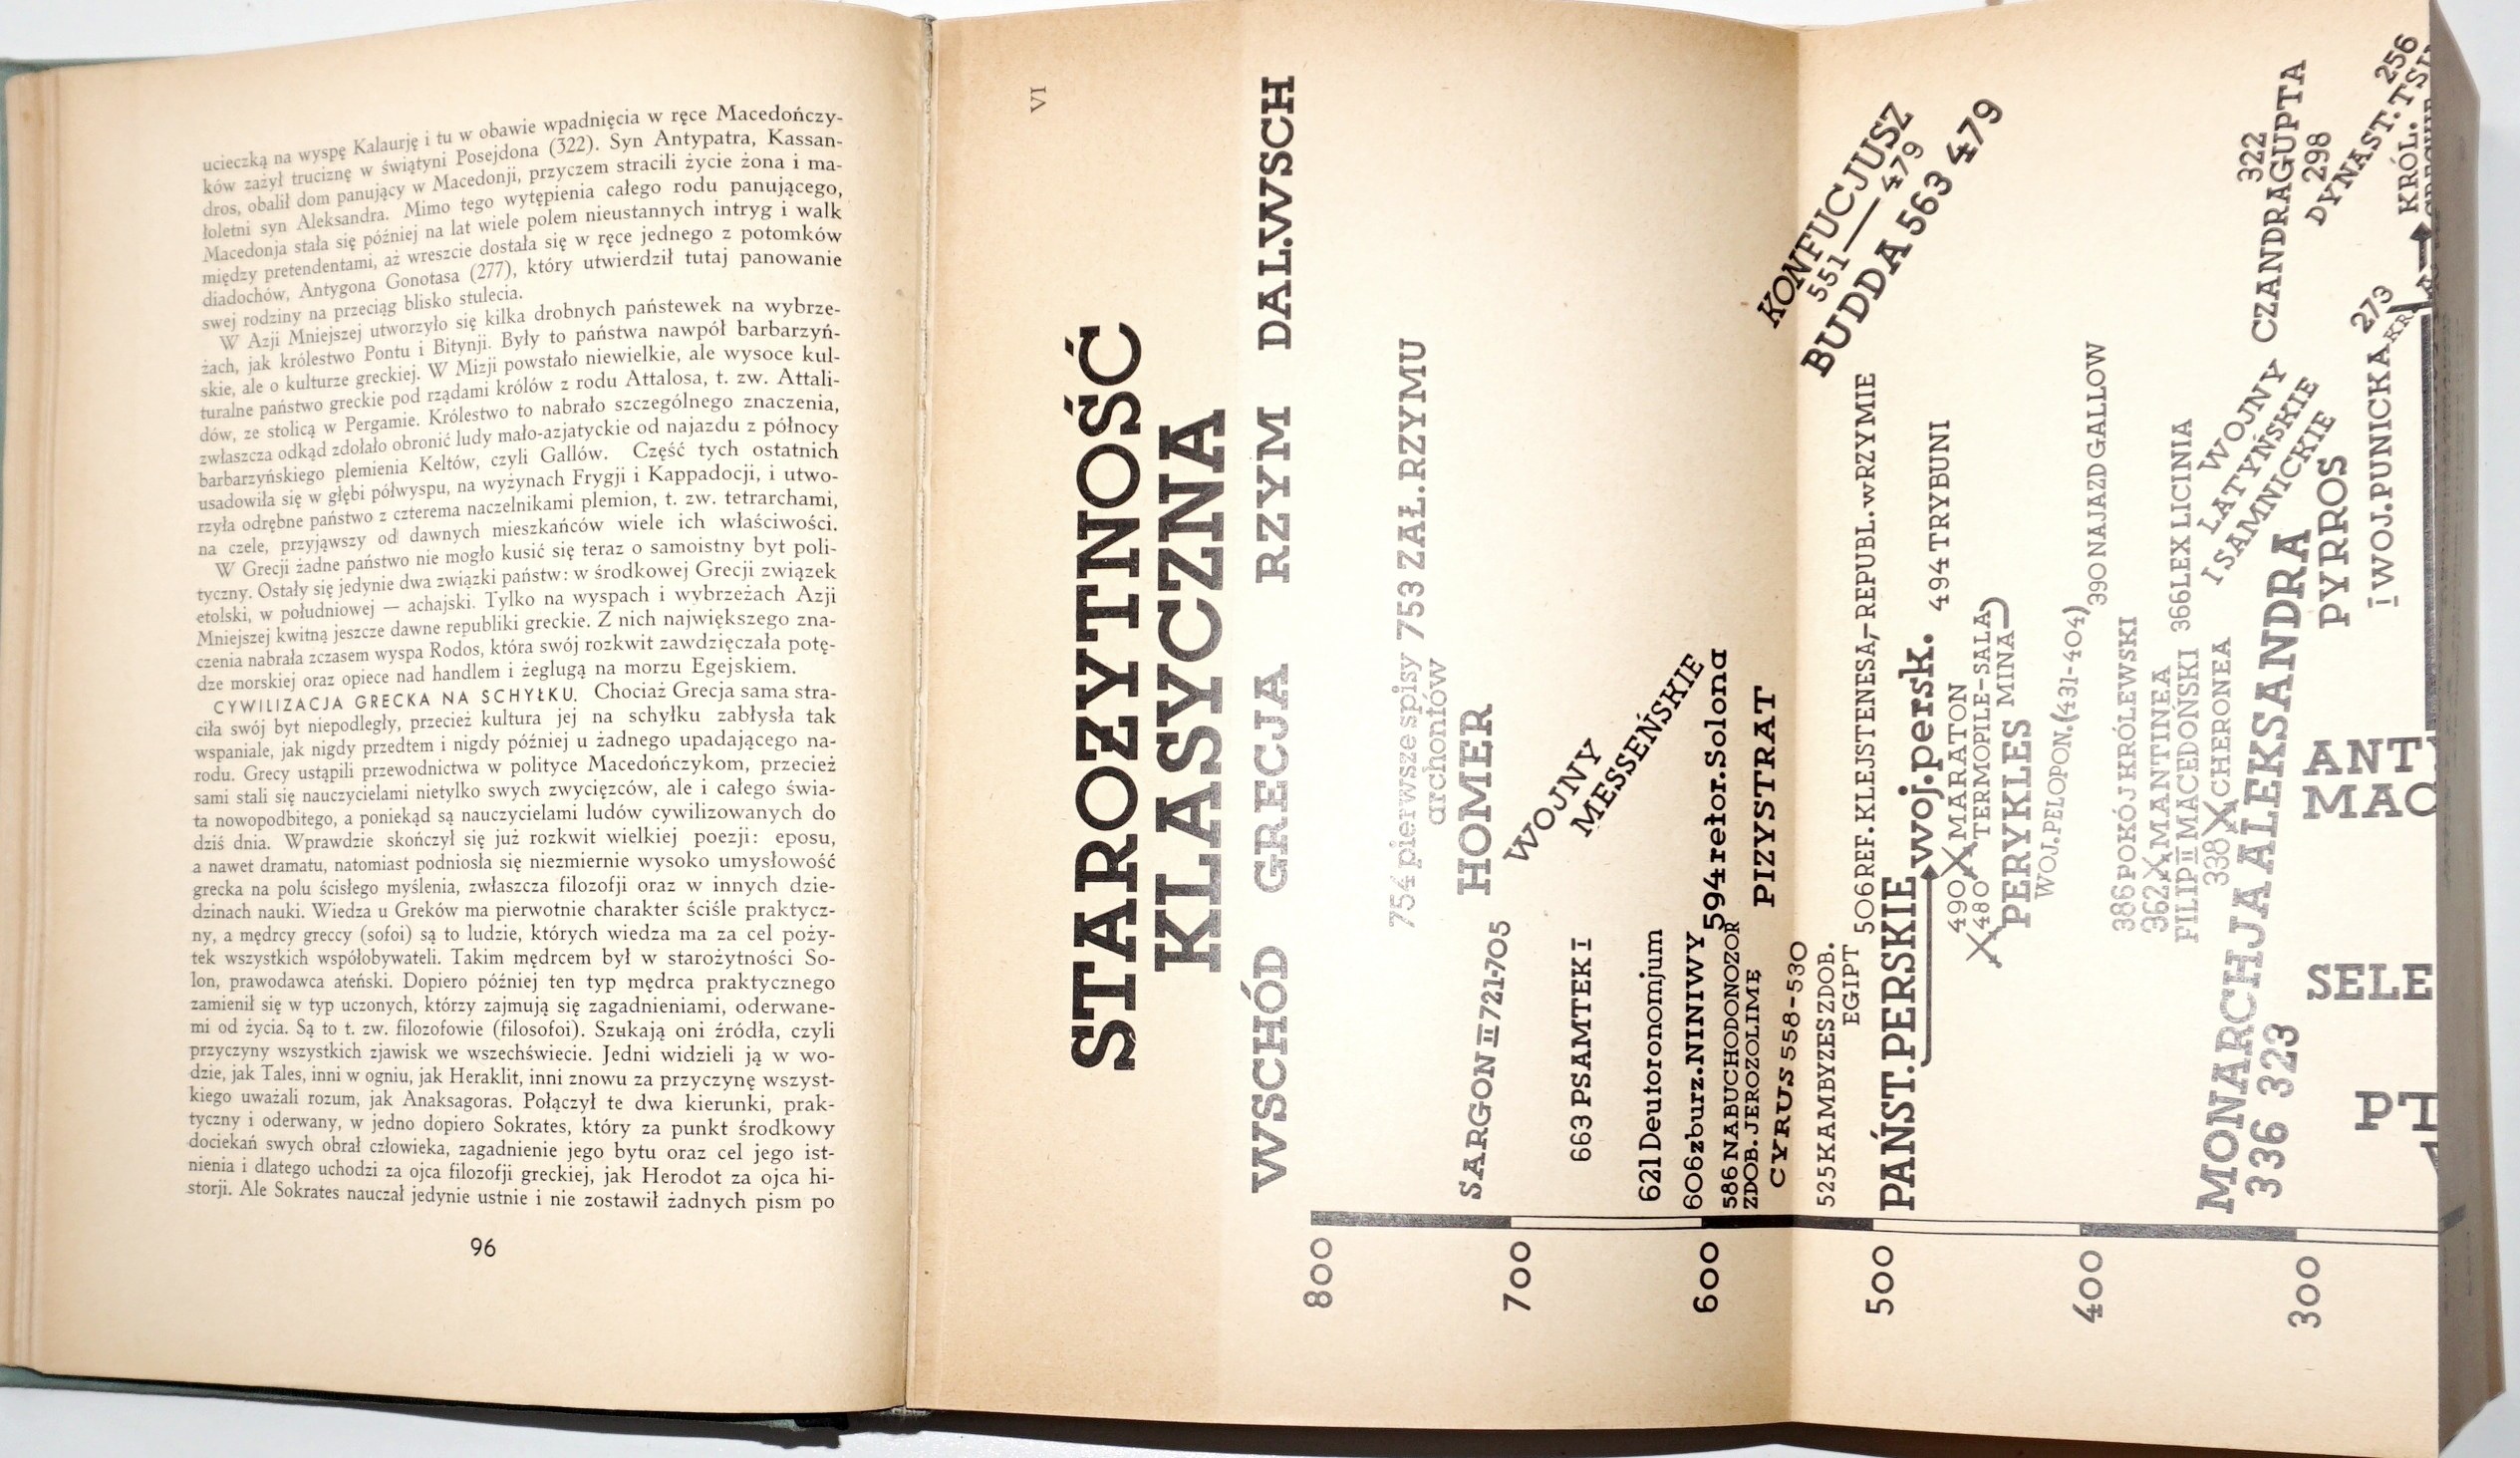 ucieczką na wyspę Kalaurję i tu w obawie wpadnięcia w ręce Macedończy-
ków zażył truciznę w świątyni Posejdona (322). Syn Antypatra, Kassan-
dros, obalił dom panujący w Macedonji, przyczem stracili życie żona i ma-
łoletni syn Aleksandra. Mimo tego wytępienia całego rodu panującego,
Macedonja stała się później na lat wiele polem nieustannych intryg i walk
między pretendentami, aż wreszcie dostała się w ręce jednego z potomków
diadochów, Antygona Gonotasa (277), który utwierdził tutaj panowanie
swej rodziny na przeciąg blisko stulecia.
W Azji Mniejszej utworzyło się kilka drobnych państewek na wybrze-
żach, jak królestwo Pontu i Bitynji. Były to państwa nawpół barbarzyń-
skie, ale o kulturze greckiej. W Mizji powstało niewielkie, ale wysoce kul-
turalne państwo greckie pod rządami królów z rodu Attalosa, t. zw. Attali-
dów, ze stolicą w Pergamie. Królestwo to nabrało szczególnego znaczenia,
zwłaszcza odkąd zdołało obronić ludy mało-azjatyckie od najazdu z północy
barbarzyńskiego plemienia Keltów, czyli Gallów. Część tych ostatnich
usadowiła się w głębi półwyspu, na wyżynach Frygji i Kappadocji, i utwo-
rzyła odrębne państwo z czterema naczelnikami plemion, t. zw. tetrarchami,
na czele, przyjąwszy od dawnych mieszkańców wiele ich właściwości.
W Grecji żadne państwo nie mogło kusić się teraz o samoistny byt poli-
tyczny. Ostały się jedynie dwa związki państw: w środkowej Grecji związek
etolski, w południowej — achajski. Tylko na wyspach i wybrzeżach Azji
Mniejszej kwitną jeszcze dawne republiki greckie. Z nich największego zna-
czenia nabrała zczasem wyspa Rodos, która swój rozkwit zawdzięczała potę-
dze morskiej oraz opiece nad handlem i żeglugą na morzu Egejskiem.
CYWILIZACJA GRECKA NA SCHYŁKU. Chociaż Grecja sama stra-
ciła swój byt niepodległy, przecież kultura jej na schyłku zabłysła tak
wspaniale, jak nigdy przedtem i nigdy później u żadnego upadającego na-
rodu. Grecy ustąpili przewodnictwa w polityce Macedończykom, przecież
sami stali się nauczycielami nietylko swych zwycięzców, ale i całego świa-
ta nowopodbitego, a poniekąd są nauczycielami ludów cywilizowanych do
dziś dnia. Wprawdzie skończył się już rozkwit wielkiej poezji: eposu,
a nawet dramatu, natomiast podniosła się niezmiernie wysoko umysłowość
grecka na polu ścisłego myślenia, zwłaszcza filozofji oraz w innych dzie-
dzinach nauki. Wiedza u Greków ma pierwotnie charakter ściśle praktycz-
ny, a mędrcy greccy (sofoi) są to ludzie, których wiedza ma za cel poży-
tek wszystkich współobywateli. Takim mędrcem był w starożytności So-
lon, prawodawca ateński. Dopiero później ten typ mędrca praktycznego
zamienił się w typ uczonych, którzy zajmują się zagadnieniami, oderwane-
mi od życia. Są to t. zw. filozofowie (filosofoi). Szukają oni źródła, czyli
przyczyny wszystkich zjawisk we wszechświecie. Jedni widzieli ją w wo-
dzie, jak Tales, inni w ogniu, jak Heraklit, inni znowu za przyczynę wszyst-
kiego uważali rozum, jak Anaksagoras. Połączył te dwa kierunki, prak-
tyczny i oderwany, w jedno dopiero Sokrates, który za punkt środkowy
dociekań swych obrał człowieka, zagadnienie jego bytu oraz cel jego ist-
nienia i dlatego uchodzi za ojca filozofji greckiej, jak Herodot za ojca hi-
storji. Ale Sokrates nauczał jedynie ustnie i nie zostawił żadnych pism po
96
VI
STAROŻYTNOŚĆ
KLASYCZNA
WSCHÓD GRECJA RZYM DAL.WSCH
800
754 pierwsze spisy
archontów
753 ZAŁ.RZYMU
HOMER
SARGON II 721-705
700
WOJNY
MESSEŃSKIE
663 PSAMTEK I
621 Deutoronomjum
606 zburz.NINIWY
594 retor.Solona
600
586 NABUCHODONOZOR
ZDOB. JEROZOLIME
PIZYSTRAT
CYRUS 558-530
KONFUCJUSZ
551—479
BUDDA 563 479
525 KAMBYZES ZDOB.
EGIPT
506 REF.KLEJSTENESA,-REPUBL.w RZYMIE
500
PAŃST.PERSKIE
woj.persk.
494 TRYBUNI
490 X MARATON
480 TERMOPILE-SALA
MINA
PERYKLES
WOJ.PELOPON.(431-404)
400
390 NAJAZD GALLOW
386 POKÓJ KRÓLEWSKI
362 X MANTINEA
366 LEX LICINIA
FILIP II MACEDOŃSKI
338 X CHERONEA
WOJNY
LATYŃSKIE
I SAMNICKIE
MONARCHJA ALEKSANDRA
336 323
322
CZANDRAGUPTA
298
300
PYRROS
DYNAST. TSI
256
I WOJ.PUNICKA
273
KRÓL.
ANT
MAC
SELE